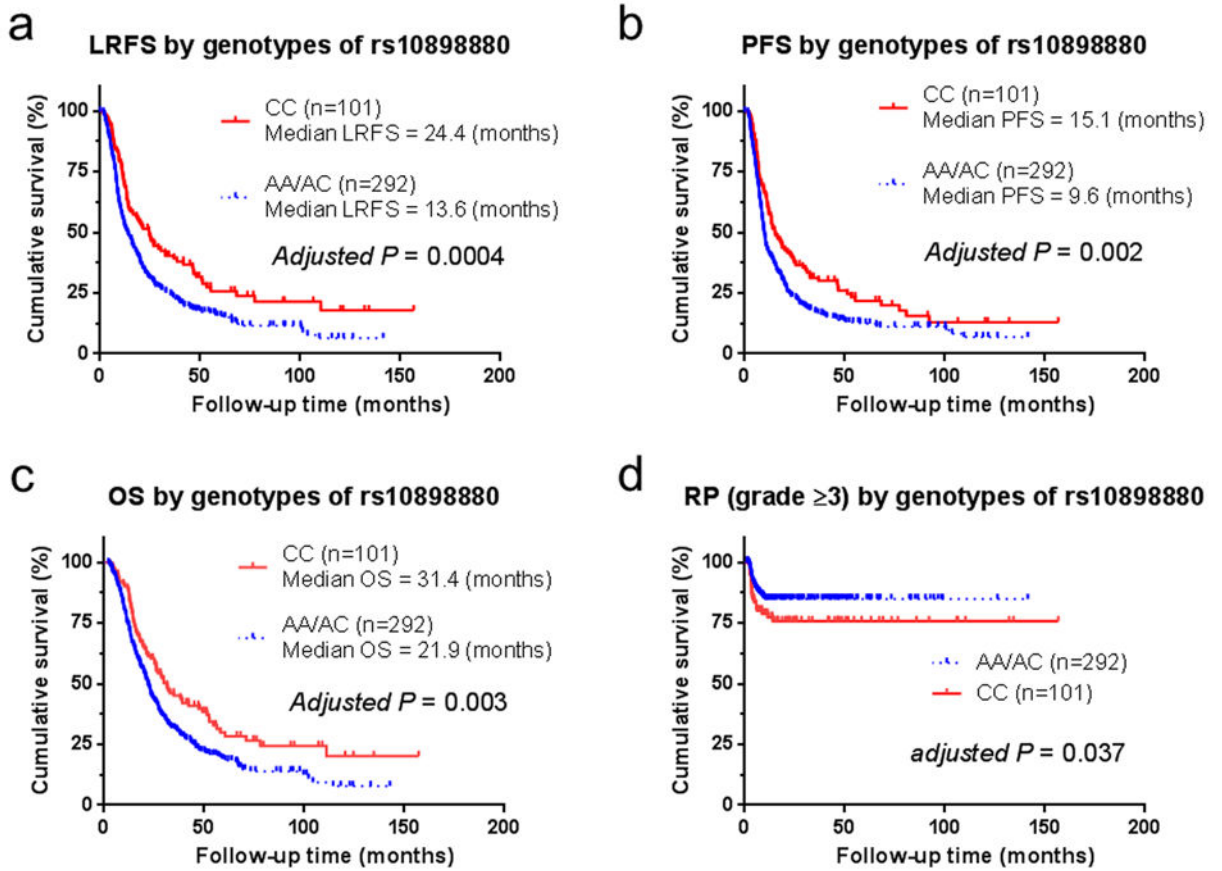 a
LRFS by genotypes of rs10898880
Cumulative survival (%)
100
75
50
25
0
CC (n=101)
Median LRFS = 24.4 (months)
AA/AC (n=292)
Median LRFS = 13.6 (months)
Adjusted P = 0.0004
0 50 100 150 200
Follow-up time (months)
b
PFS by genotypes of rs10898880
Cumulative survival (%)
100
75
50
25
0
CC (n=101)
Median PFS = 15.1 (months)
AA/AC (n=292)
Median PFS = 9.6 (months)
Adjusted P = 0.002
0 50 100 150 200
Follow-up time (months)
c
OS by genotypes of rs10898880
Cumulative survival (%)
100
75
50
25
0
CC (n=101)
Median OS = 31.4 (months)
AA/AC (n=292)
Median OS = 21.9 (months)
Adjusted P = 0.003
0 50 100 150 200
Follow-up time (months)
d
RP (grade ≥3) by genotypes of rs10898880
Cumulative survival (%)
100
75
50
25
0
AA/AC (n=292)
CC (n=101)
adjusted P = 0.037
0 50 100 150 200
Follow-up time (months)